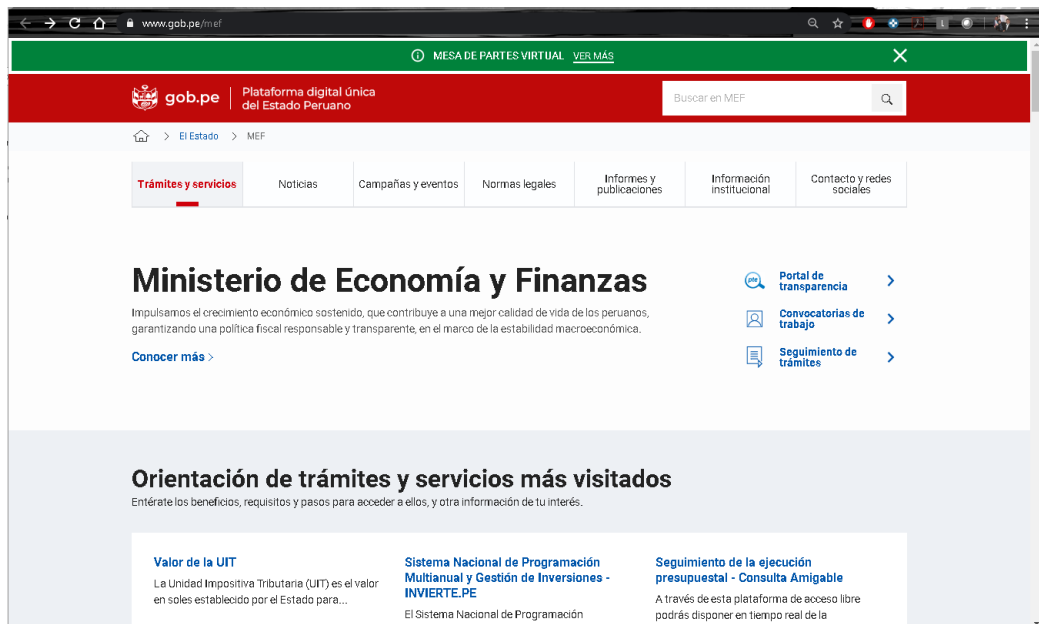 www.gob.pe/mef
MESA DE PARTES VIRTUAL VER MÁS
gob.pe
Plataforma digital única
del Estado Peruano
Buscar en MEF
El Estado > MEF
Trámites y servicios
Noticias
Campañas y eventos
Normas legales
Informes y
publicaciones
Información
institucional
Contacto y redes
sociales
Ministerio de Economía y Finanzas
Impulsamos el crecimiento económico sostenido, que contribuye a una mejor calidad de vida de los peruanos,
garantizando una política fiscal responsable y transparente, en el marco de la estabilidad macroeconómica.
Conocer más >
pte
Portal de
transparencia
Convocatorias de
trabajo
Seguimiento de
trámites
Orientación de trámites y servicios más visitados
Entérate los beneficios, requisitos y pasos para acceder a ellos, y otra información de tu interés.
Valor de la UIT
La Unidad Impositiva Tributaria (UIT) es el valor
en soles establecido por el Estado para...
Sistema Nacional de Programación
Multianual y Gestión de Inversiones -
INVIERTE.PE
El Sistema Nacional de Programación
Seguimiento de la ejecución
presupuestal - Consulta Amigable
A través de esta plataforma de acceso libre
podrás disponer en tiempo real de la